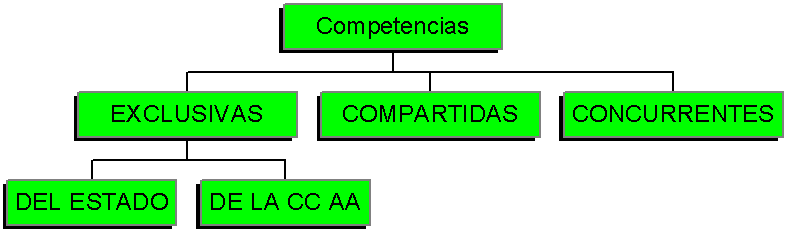 Competencias
EXCLUSIVAS
COMPARTIDAS
CONCURRENTES
DEL ESTADO
DE LA CC AA